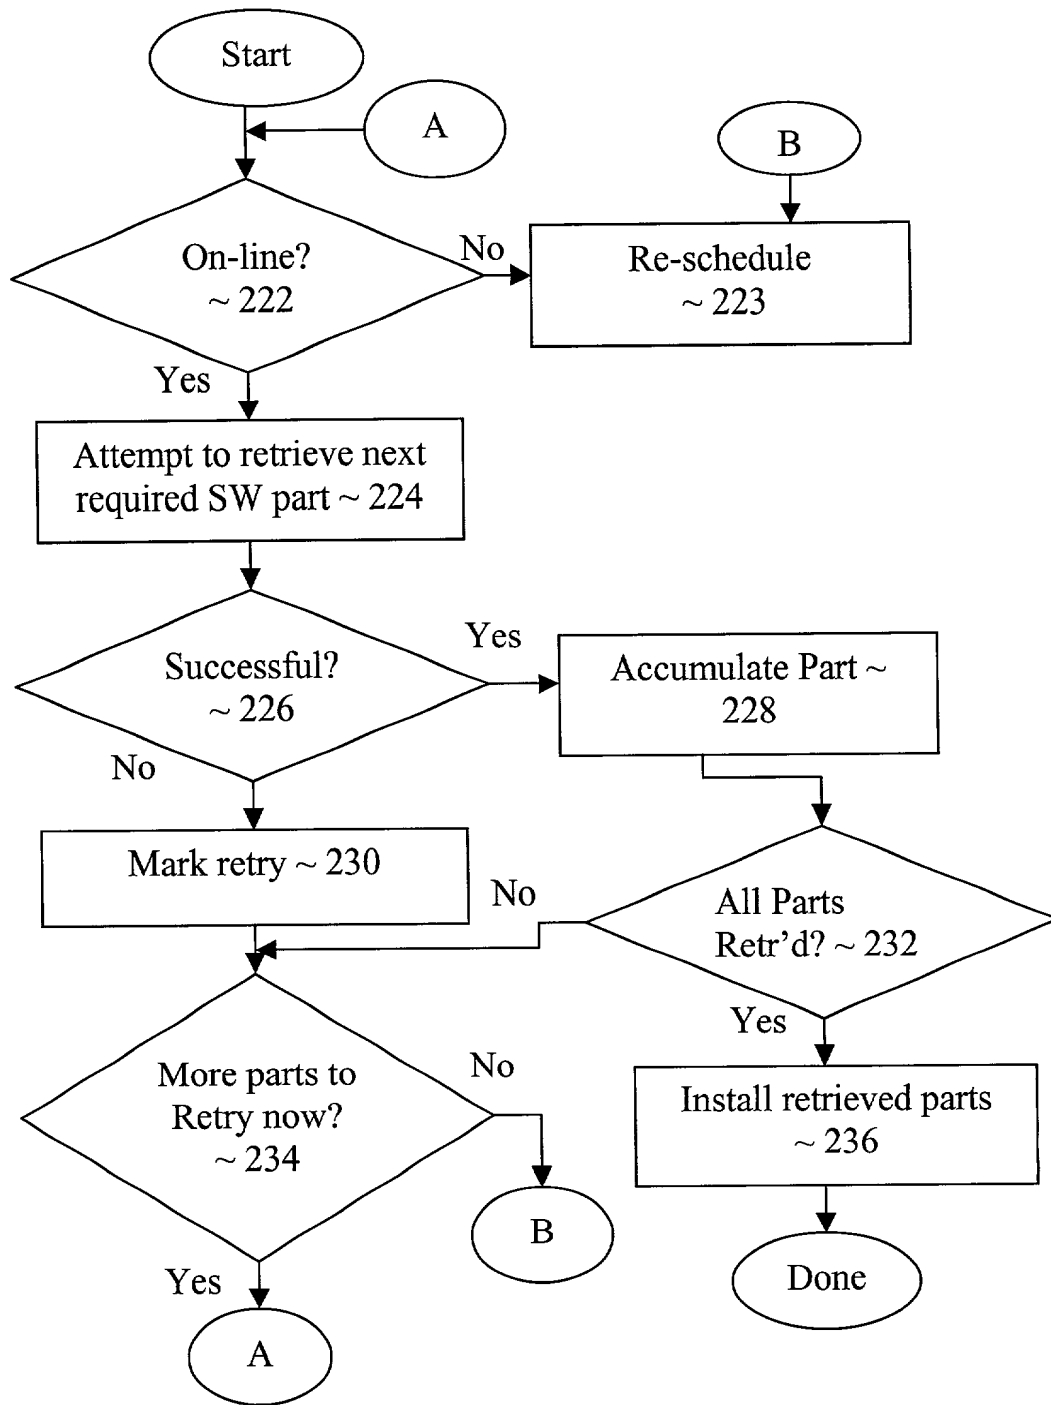 Start
A
B
On-line?
~ 222
No
Re-schedule
~ 223
Yes
Attempt to retrieve next
required SW part ~ 224
Successful?
~ 226
Yes
Accumulate Part ~
228
No
Mark retry ~ 230
No
All Parts
Retr'd? ~ 232
Yes
More parts to
Retry now?
~ 234
No
Install retrieved parts
~ 236
B
Yes
Done
A